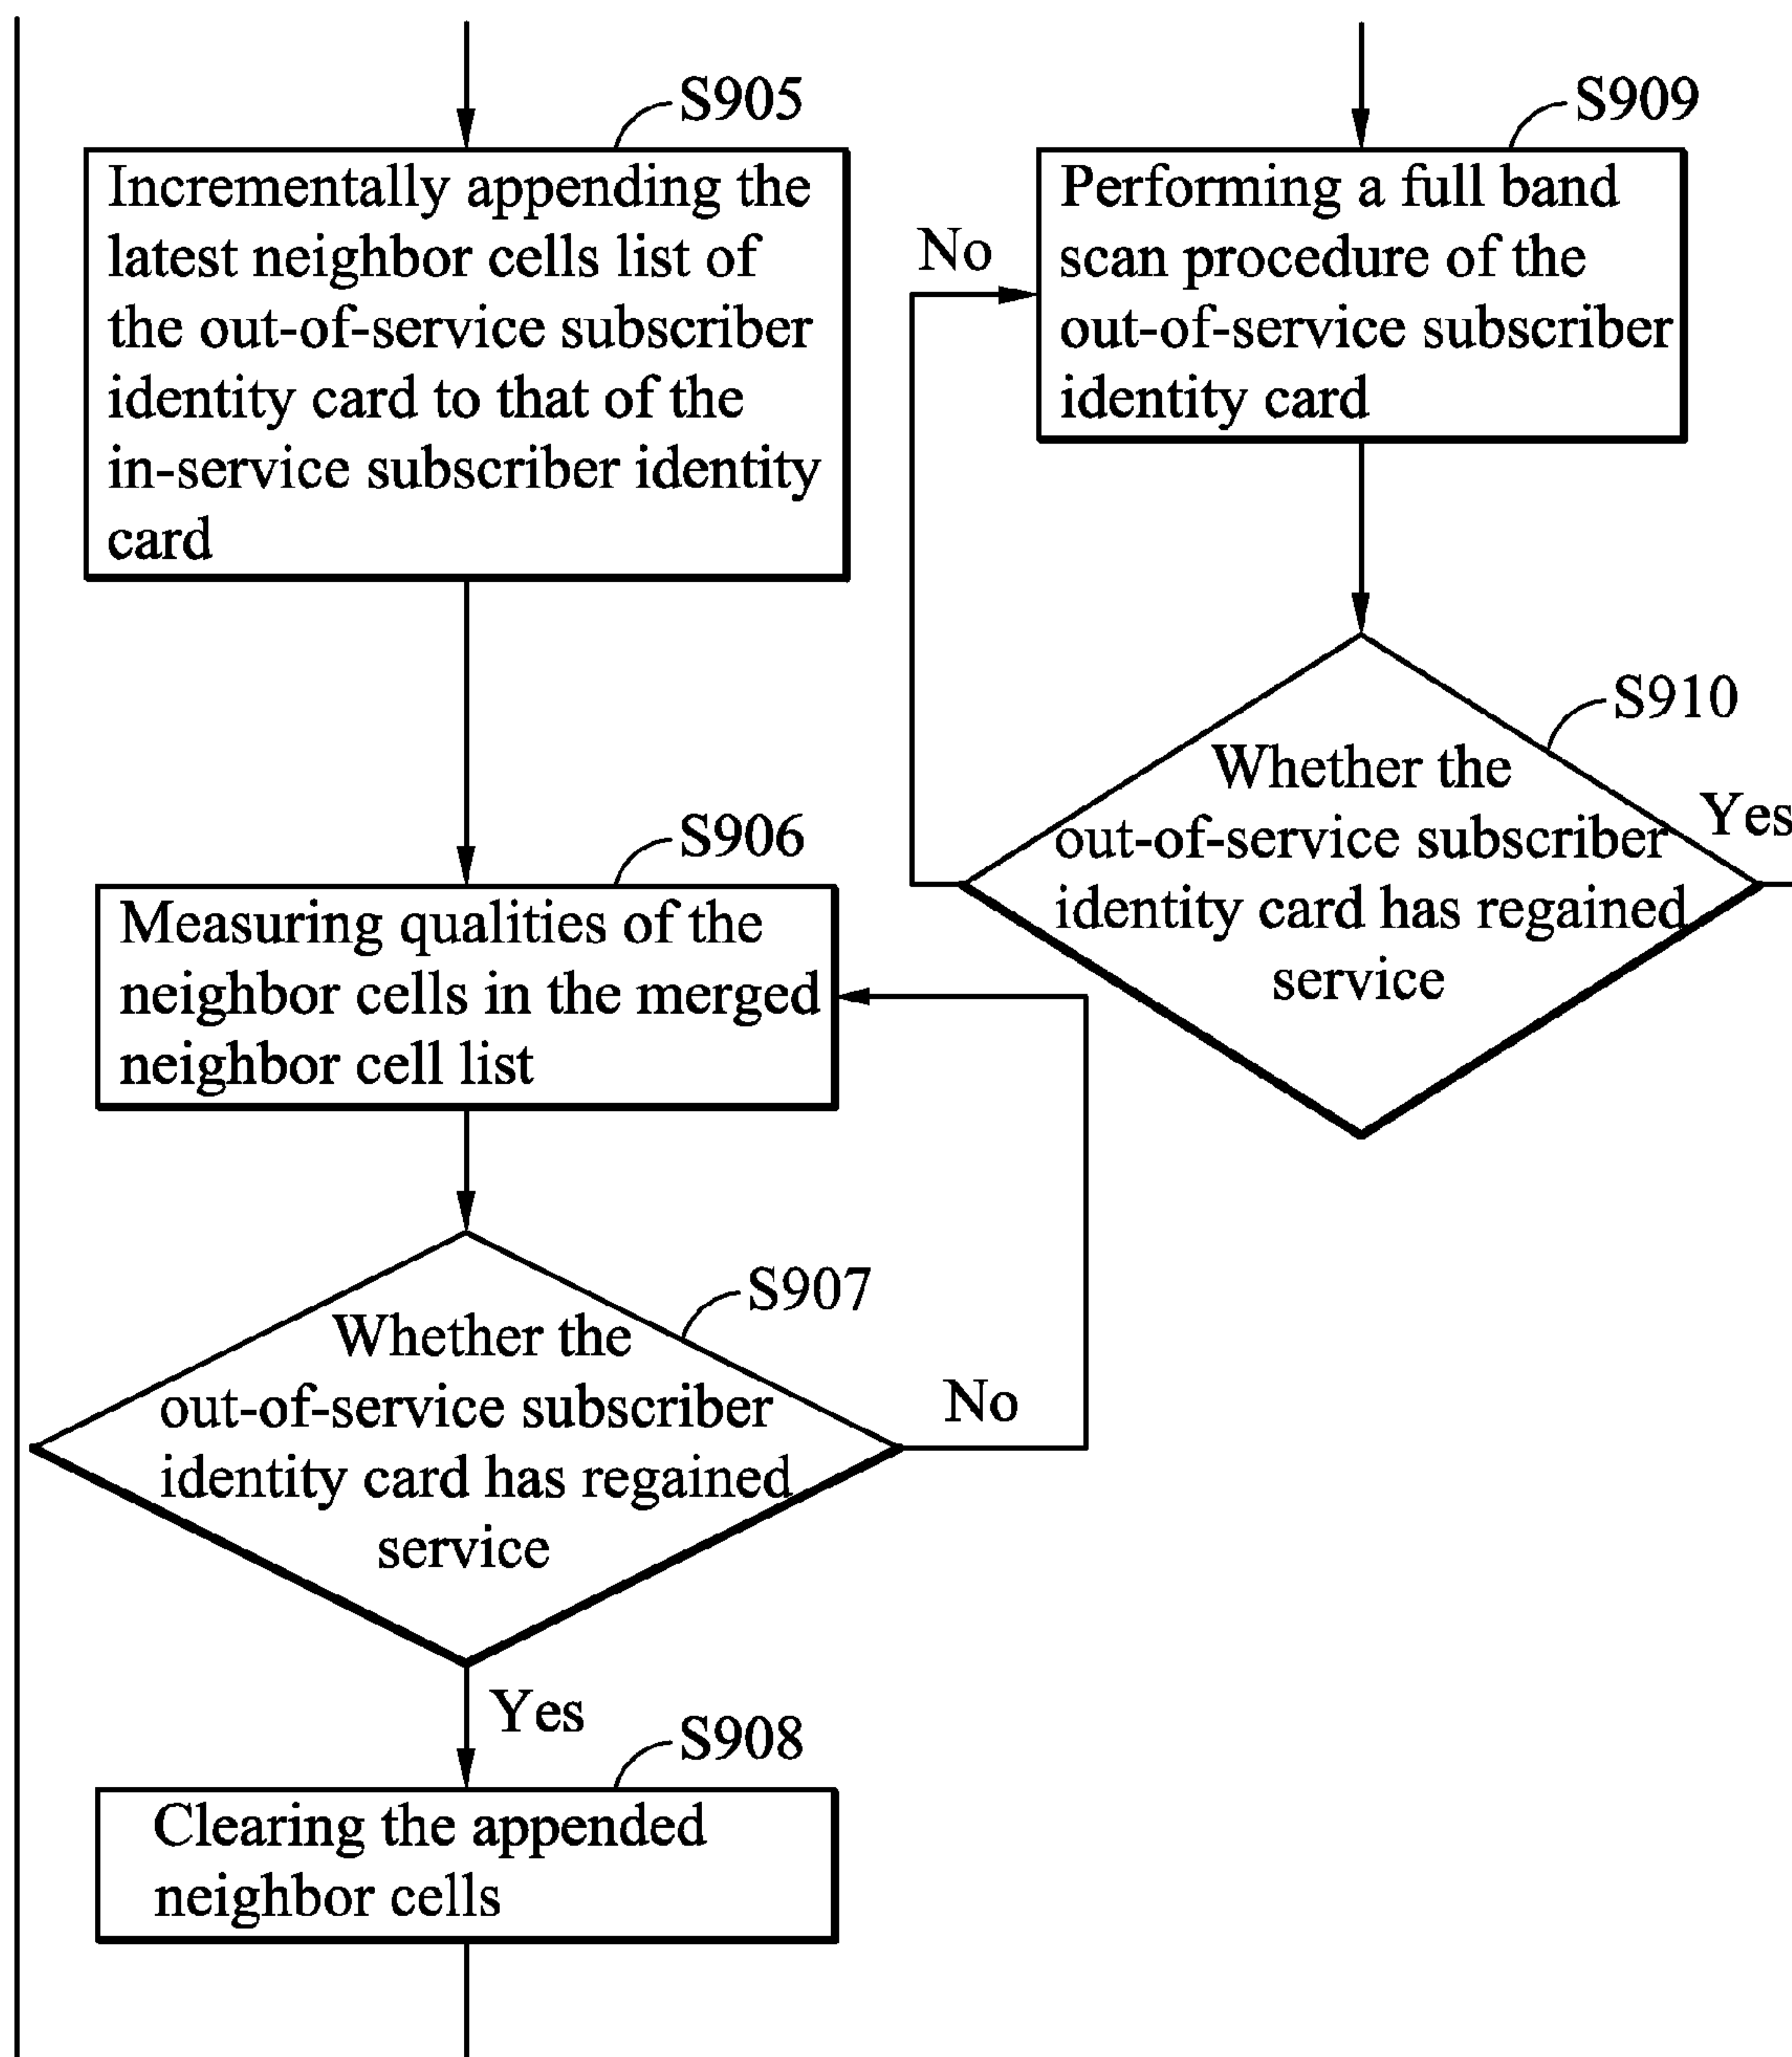 S905
Incrementally appending the
latest neighbor cells list of
the out-of-service subscriber
identity card to that of the
in-service subscriber identity
card
S906
Measuring qualities of the
neighbor cells in the merged
neighbor cell list
S907
Whether the
out-of-service subscriber
identity card has regained
service
No
Yes
S908
Clearing the appended
neighbor cells
S909
Performing a full band
scan procedure of the
out-of-service subscriber
identity card
No
S910
Whether the
out-of-service subscriber
identity card has regained
service
Yes